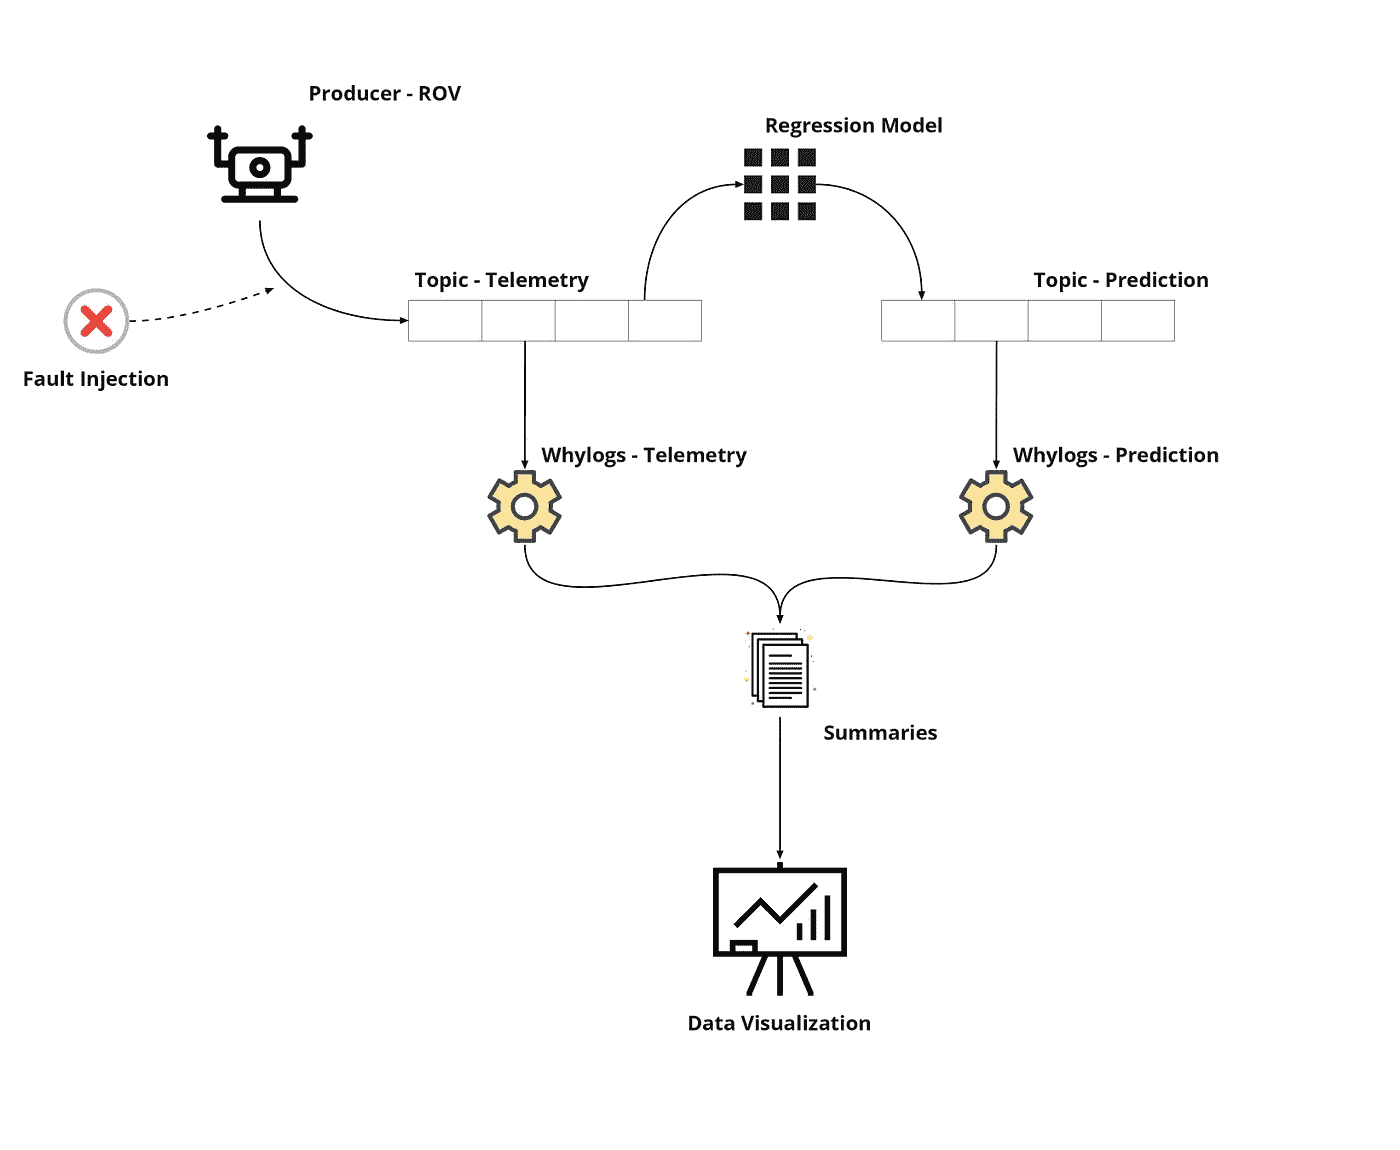 Producer - ROV
Regression Model
Topic - Telemetry
Topic - Prediction
Fault Injection
Whylogs - Telemetry
Whylogs - Prediction
Summaries
Data Visualization